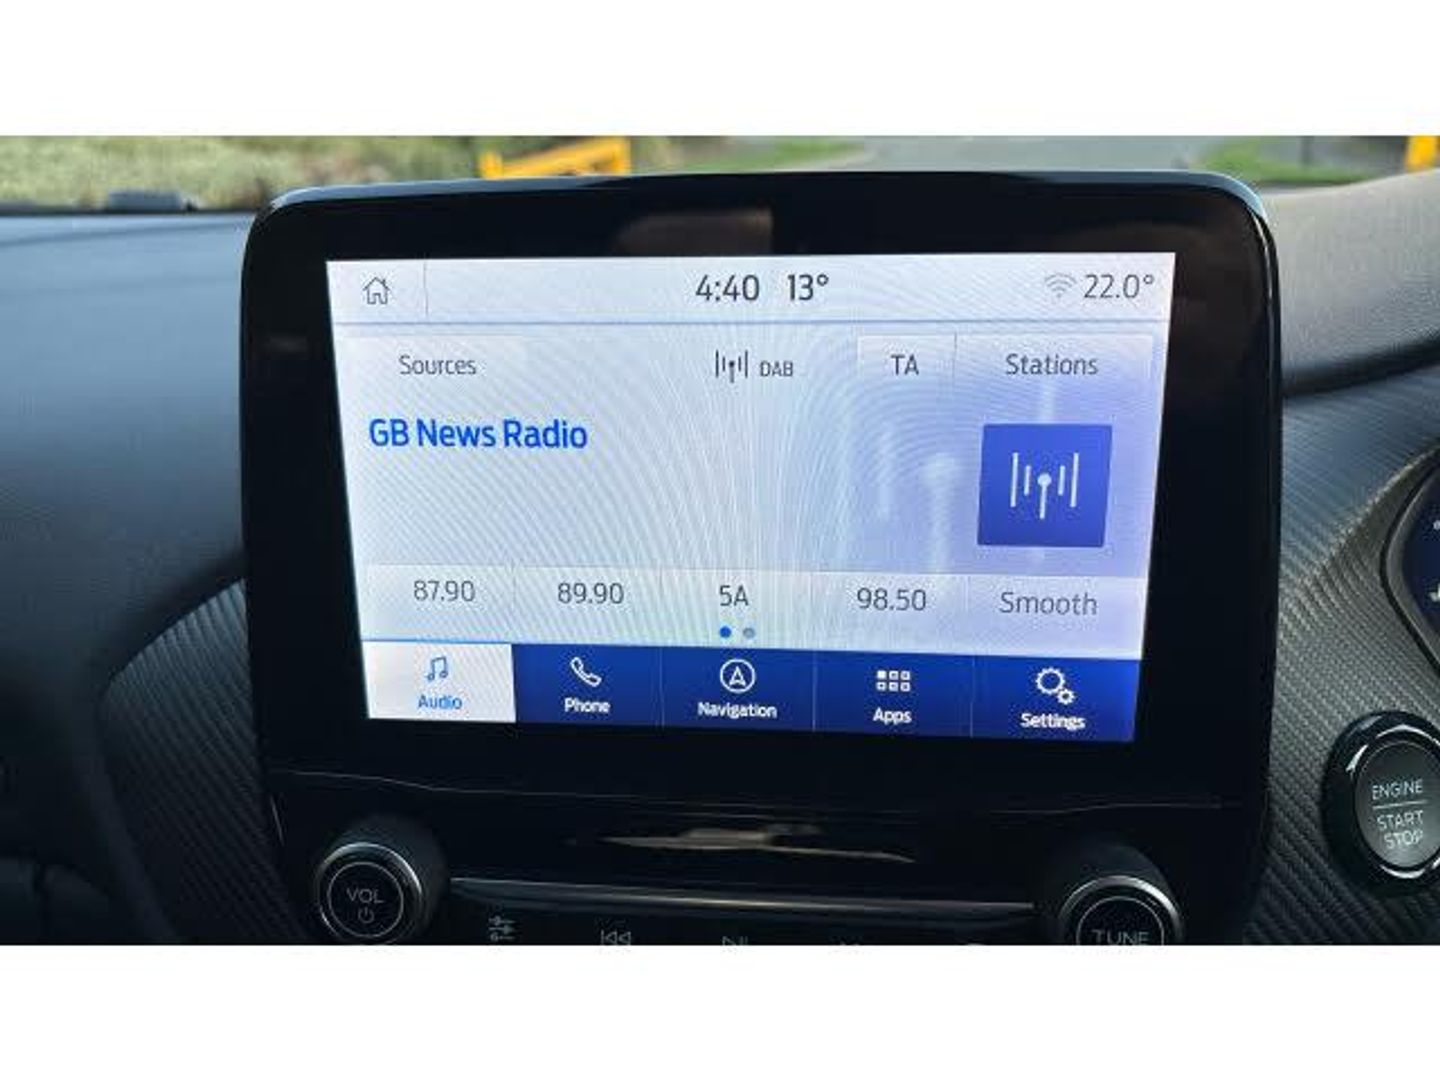 4:40 13° 22.0°
Sources DAB TA Stations
GB News Radio
87.90 89.90 5A 98.50 Smooth
Audio Phone Navigation Apps Settings
ENGINE
START
STOP
VOL
TUNE